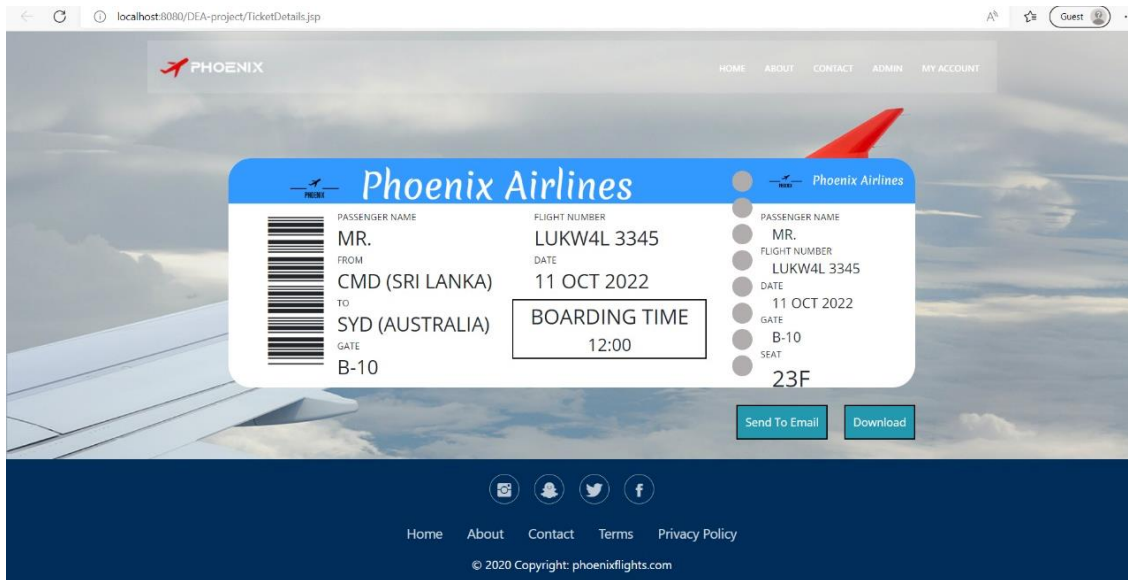 localhost:8080/DEA-project/TicketDetails.jsp
Guest
PHOENIX
HOME ABOUT CONTACT ADMIN MY ACCOUNT
PHOENIX
Phoenix Airlines
PASSENGER NAME
MR.
FROM
CMD (SRI LANKA)
TO
SYD (AUSTRALIA)
GATE
B-10
FLIGHT NUMBER
LUKW4L 3345
DATE
11 OCT 2022
BOARDING TIME
12:00
PHOENIX
Phoenix Airlines
PASSENGER NAME
MR.
FLIGHT NUMBER
LUKW4L 3345
DATE
11 OCT 2022
GATE
B-10
SEAT
23F
Send To Email Download
Home About Contact Terms Privacy Policy
© 2020 Copyright: phoenixflights.com